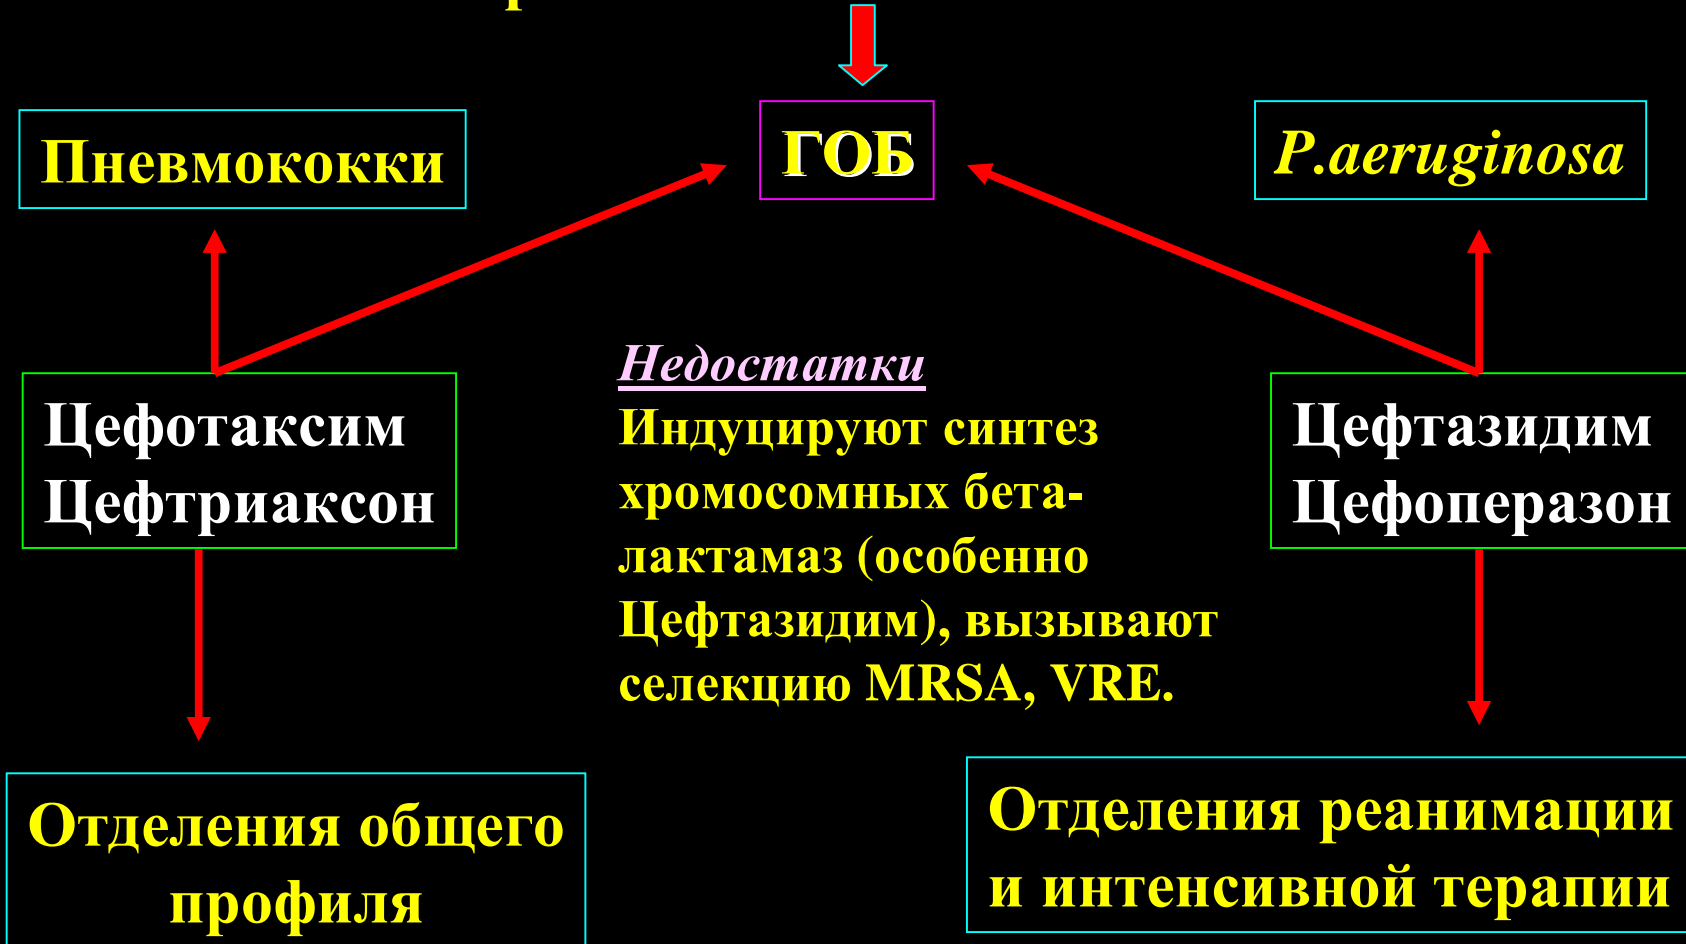 Пневмококки
ГОБ
P.aeruginosa
Цефотаксим
Цефтриаксон
Недостатки
Индуцируют синтез
хромосомных бета-
лактамаз (особенно
Цефтазидим), вызывают
селекцию MRSA, VRE.
Цефтазидим
Цефоперазон
Отделения общего
профиля
Отделения реанимации
и интенсивной терапии